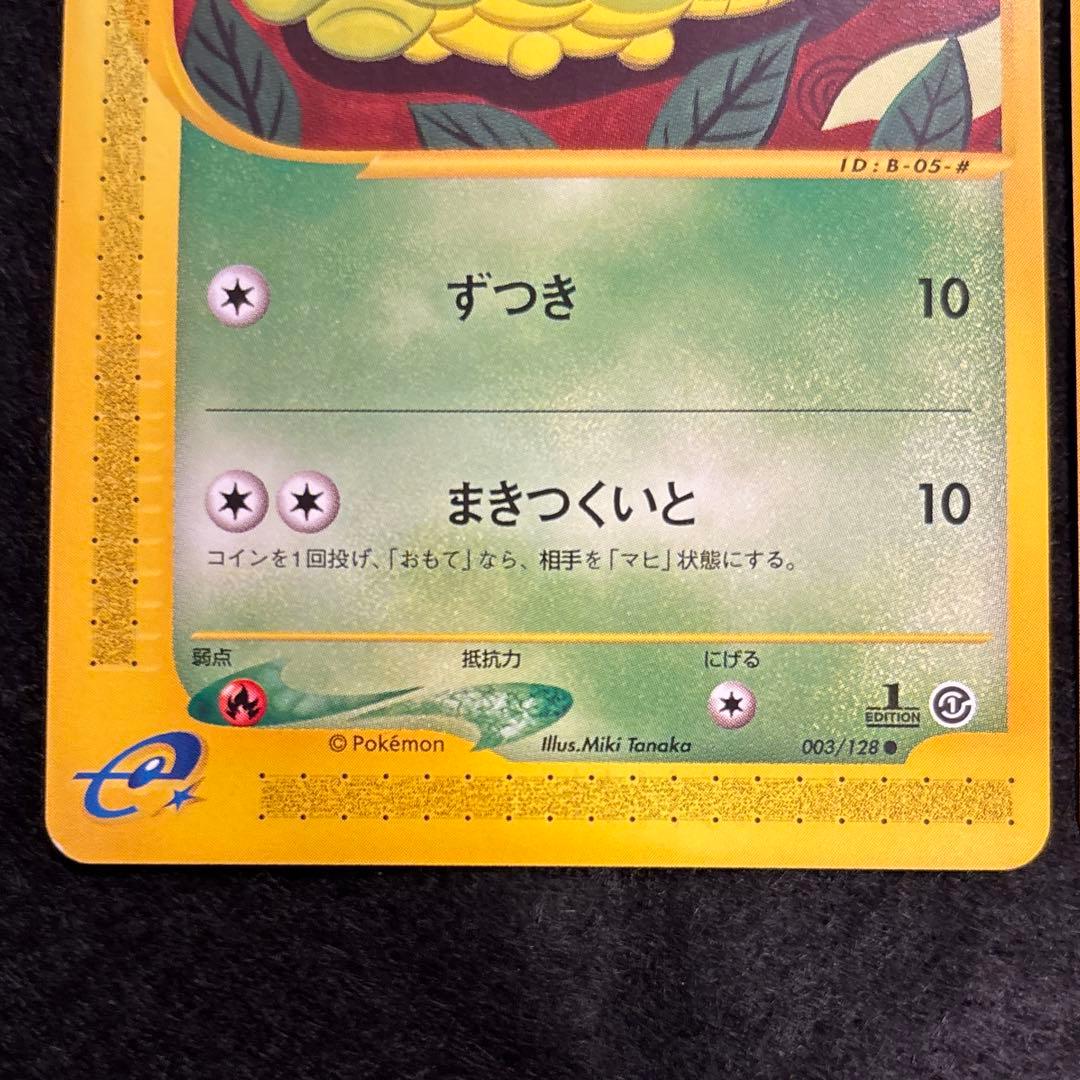 ID:B-05-#
ずつき 10
まきつくいと 10
コインを1回投げ、「おもて」なら、相手を「マヒ」状態にする。
弱点 抵抗力 にげる
1 EDITION
© Pokémon Illus.Miki Tanaka 003/128●
e